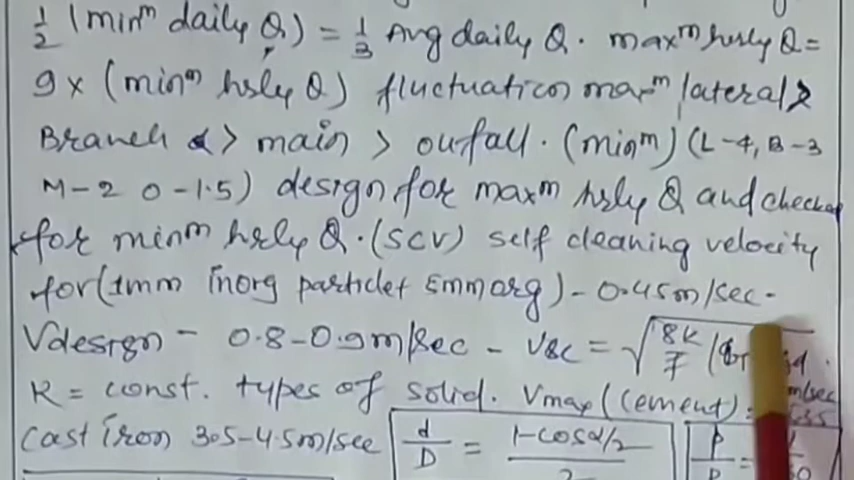 1/2 (minᵐ daily Q) = 1/3 Avg daily Q. maxᵐ hrly Q =
9 x (minᵐ hrly Q) fluctuation maxᵐ lateral >
Branch > main > outfall. (minᵐ) (L-4, B-3
M-2 O-1.5) design for maxᵐ hrly Q and checked
for minᵐ hrly Q. (SCV) self cleaning velocity
for (1mm inorg particle + 5mm org) - 0.45m/sec -
Vdesign - 0.8-0.9m/sec - Vsc = √8K/f
K = const. types of solid. Vmax (cement) = m/sec
Cast iron 3.5-4.5m/sec d/D = 1-cosα/2 / 2